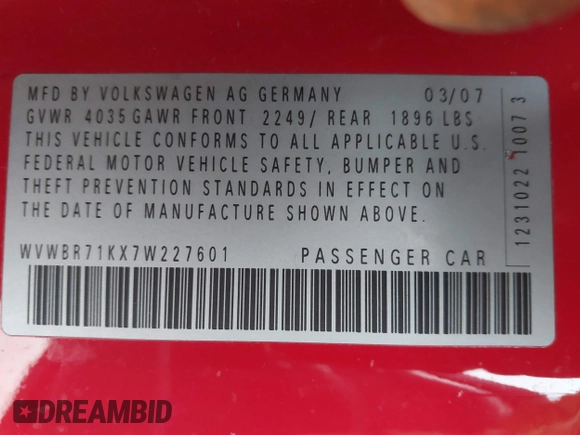 MFD BY VOLKSWAGEN AG GERMANY 03/07
GVWR 4035 GAWR FRONT 2249/ REAR 1896 LBS
THIS VEHICLE CONFORMS TO ALL APPLICABLE U.S.
FEDERAL MOTOR VEHICLE SAFETY, BUMPER AND
THEFT PREVENTION STANDARDS IN EFFECT ON
THE DATE OF MANUFACTURE SHOWN ABOVE.
WVWBR71KX7W227601 PASSENGER CAR
1231022 1007 3
DREAMBID